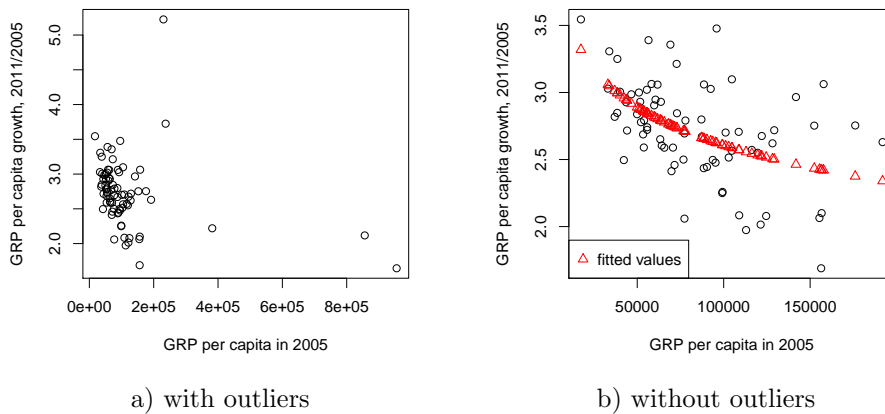 GRP per capita growth, 2011/2005
5.0
4.0
3.0
2.0
0e+00 2e+05 4e+05 6e+05 8e+05
GRP per capita in 2005
a) with outliers
GRP per capita growth, 2011/2005
3.5
3.0
2.5
2.0
fitted values
50000 100000 150000
GRP per capita in 2005
b) without outliers